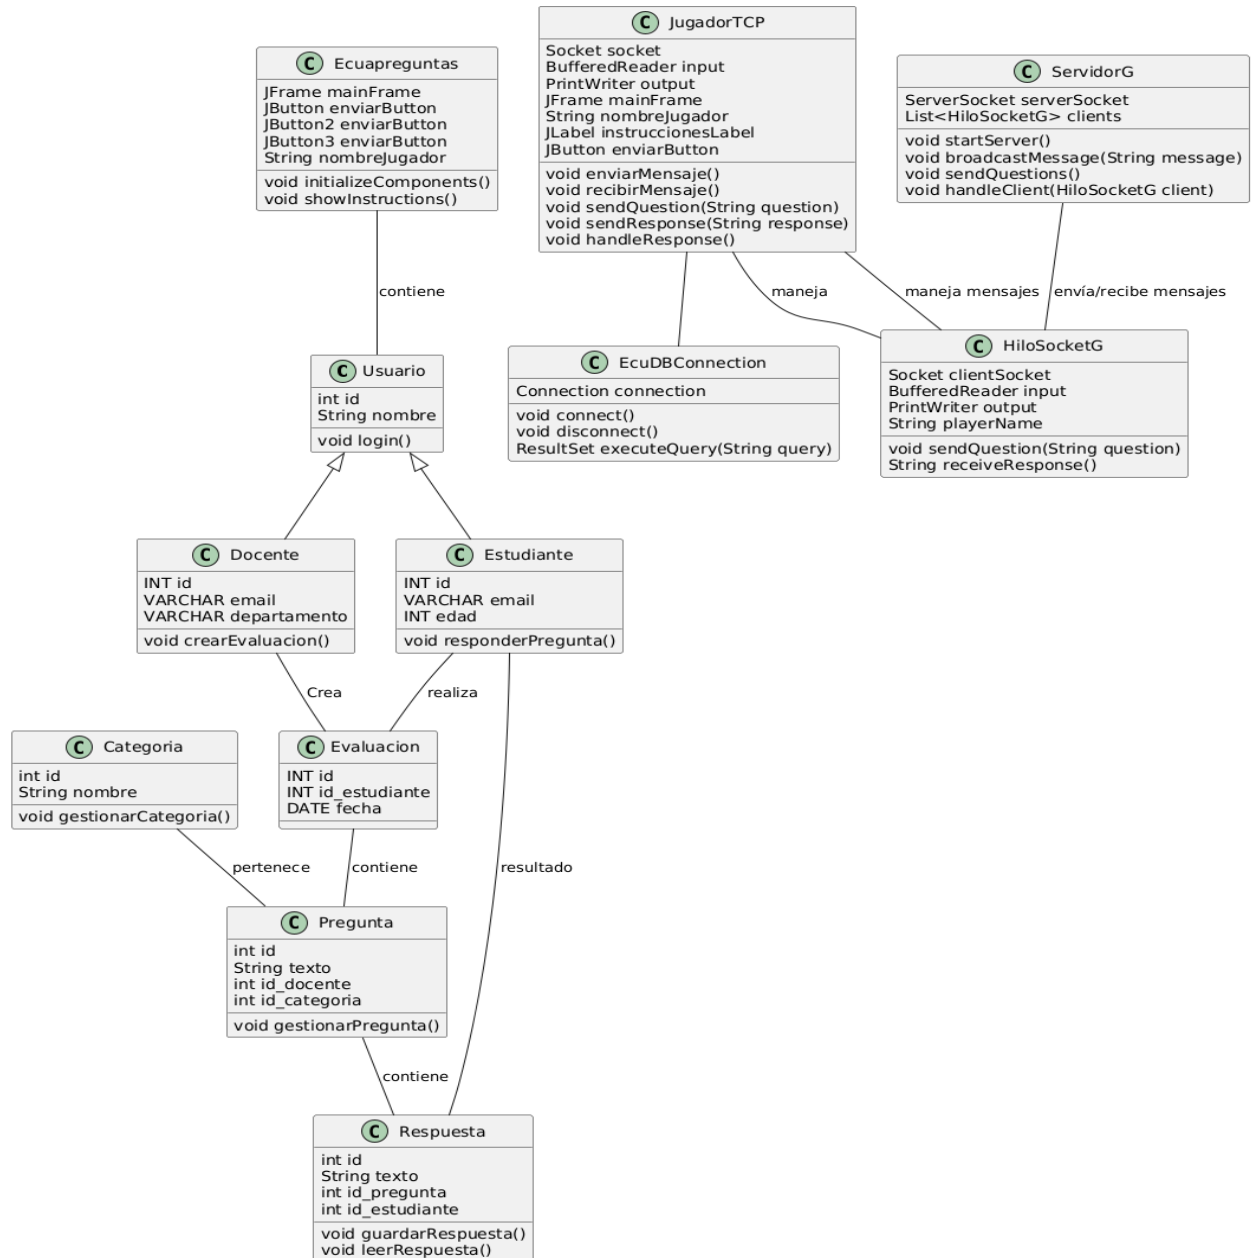 C Ecuapreguntas
JFrame mainFrame
JButton enviarButton
JButton2 enviarButton
JButton3 enviarButton
String nombreJugador
void initializeComponents()
void showInstructions()
C JugadorTCP
Socket socket
BufferedReader input
PrintWriter output
JFrame mainFrame
String nombreJugador
JLabel instruccionesLabel
JButton enviarButton
void enviarMensaje()
void recibirMensaje()
void sendQuestion(String question)
void sendResponse(String response)
void handleResponse()
C ServidorG
ServerSocket serverSocket
List<HiloSocketG> clients
void startServer()
void broadcastMessage(String message)
void sendQuestions()
void handleClient(HiloSocketG client)
contiene
maneja
maneja mensajes
envía/recibe mensajes
C Usuario
int id
String nombre
void login()
C EcuDBConnection
Connection connection
void connect()
void disconnect()
ResultSet executeQuery(String query)
C HiloSocketG
Socket clientSocket
BufferedReader input
PrintWriter output
String playerName
void sendQuestion(String question)
String receiveResponse()
C Docente
INT id
VARCHAR email
VARCHAR departamento
void crearEvaluacion()
C Estudiante
INT id
VARCHAR email
INT edad
void responderPregunta()
Crea
realiza
C Categoria
int id
String nombre
void gestionarCategoria()
C Evaluacion
INT id
INT id_estudiante
DATE fecha
pertenece
contiene
resultado
C Pregunta
int id
String texto
int id_docente
int id_categoria
void gestionarPregunta()
contiene
C Respuesta
int id
String texto
int id_pregunta
int id_estudiante
void guardarRespuesta()
void leerRespuesta()